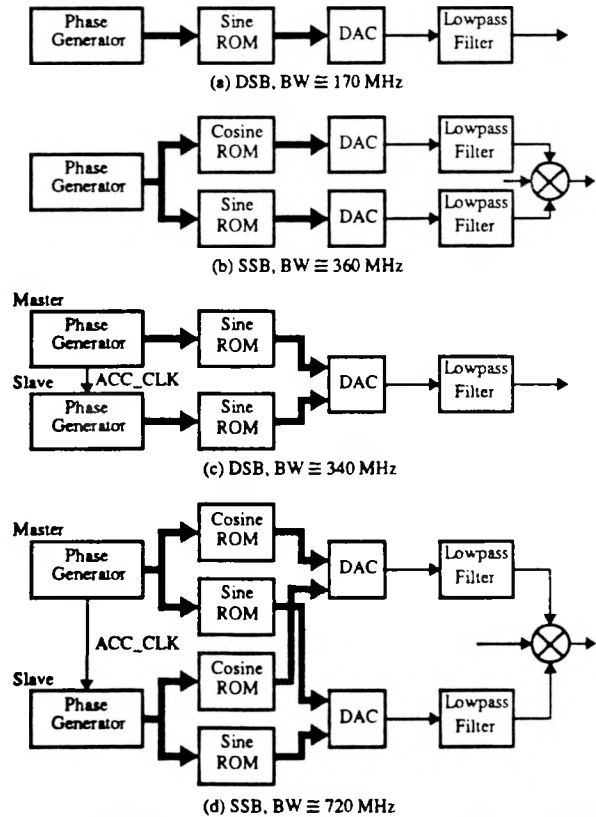 Phase
Generator
Sine
ROM
DAC
Lowpass
Filter
(a) DSB, BW ≅ 170 MHz
Phase
Generator
Cosine
ROM
DAC
Lowpass
Filter
Sine
ROM
DAC
Lowpass
Filter
(b) SSB, BW ≅ 360 MHz
Master
Phase
Generator
Sine
ROM
ACC_CLK
DAC
Lowpass
Filter
Slave
Phase
Generator
Sine
ROM
(c) DSB, BW ≅ 340 MHz
Master
Phase
Generator
Cosine
ROM
DAC
Lowpass
Filter
Sine
ROM
ACC_CLK
Slave
Phase
Generator
Cosine
ROM
DAC
Lowpass
Filter
Sine
ROM
(d) SSB, BW ≅ 720 MHz